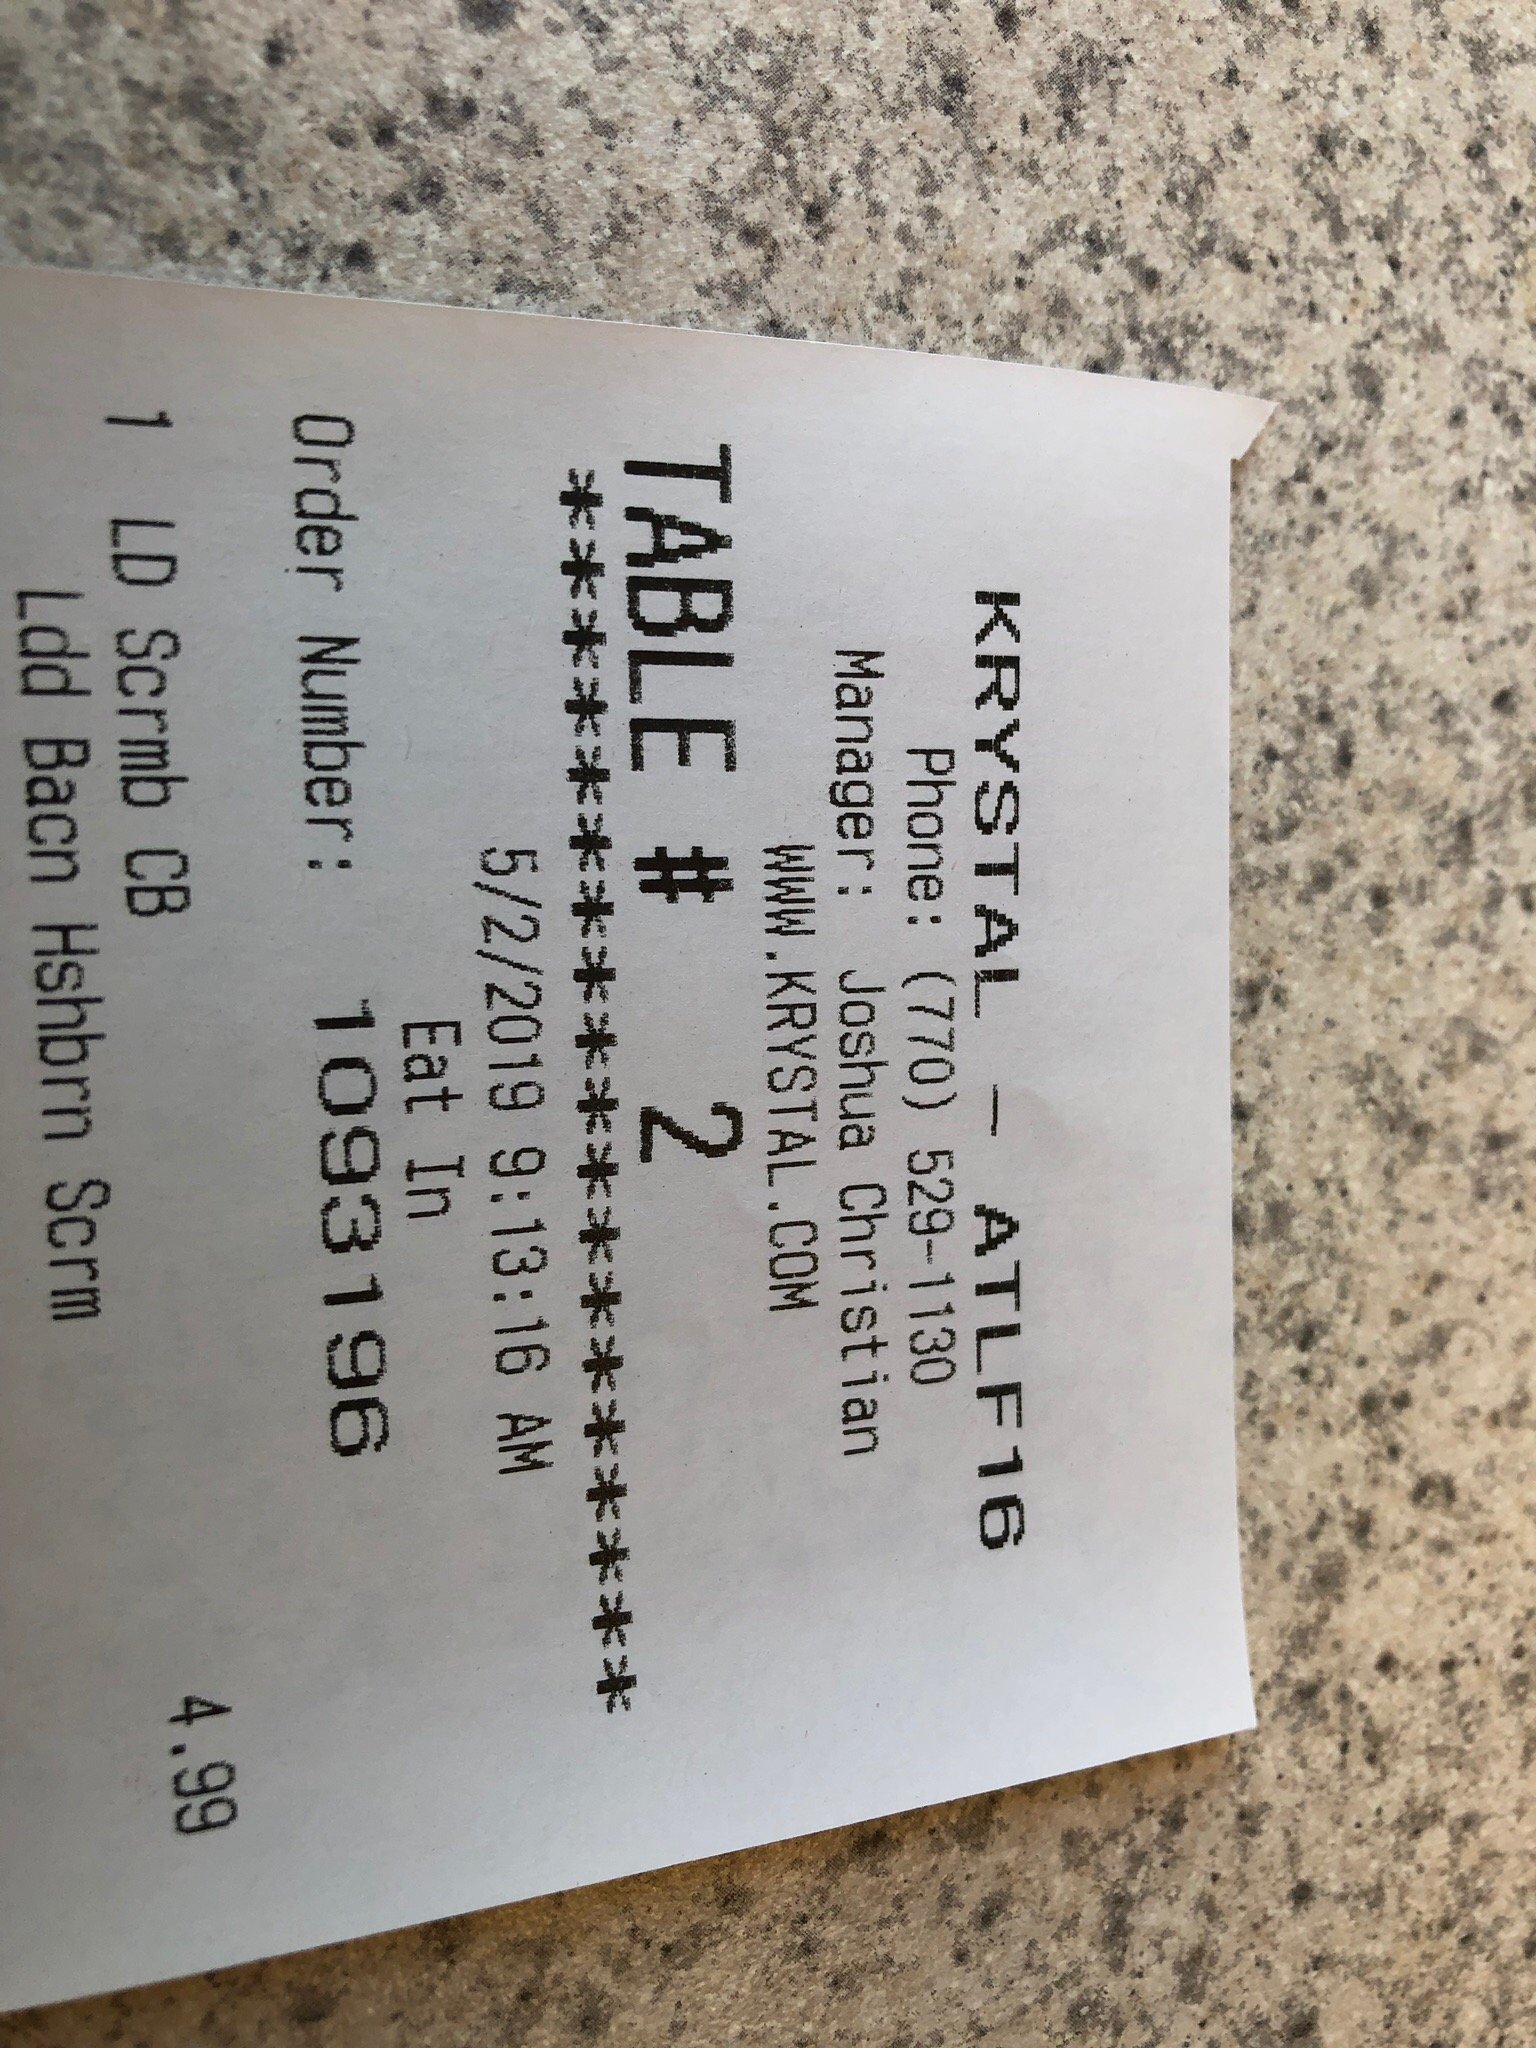 KRYSTAL - ATLF16
Phone: (770) 529-1130
Manager: Joshua Christian
WWW.KRYSTAL.COM
TABLE # 2
*******************
5/2/2019 9:13:16 AM
Eat In
Order Number: 1093196
1 LD Scrmb CB 4.99
Ldd Bacn Hshbrn Scrm